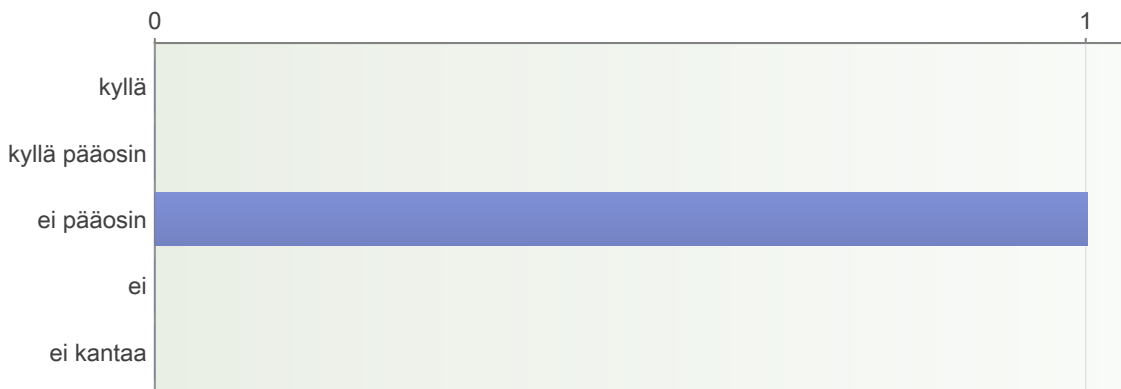 0 1
kyllä
kyllä pääosin
ei pääosin
ei
ei kantaa